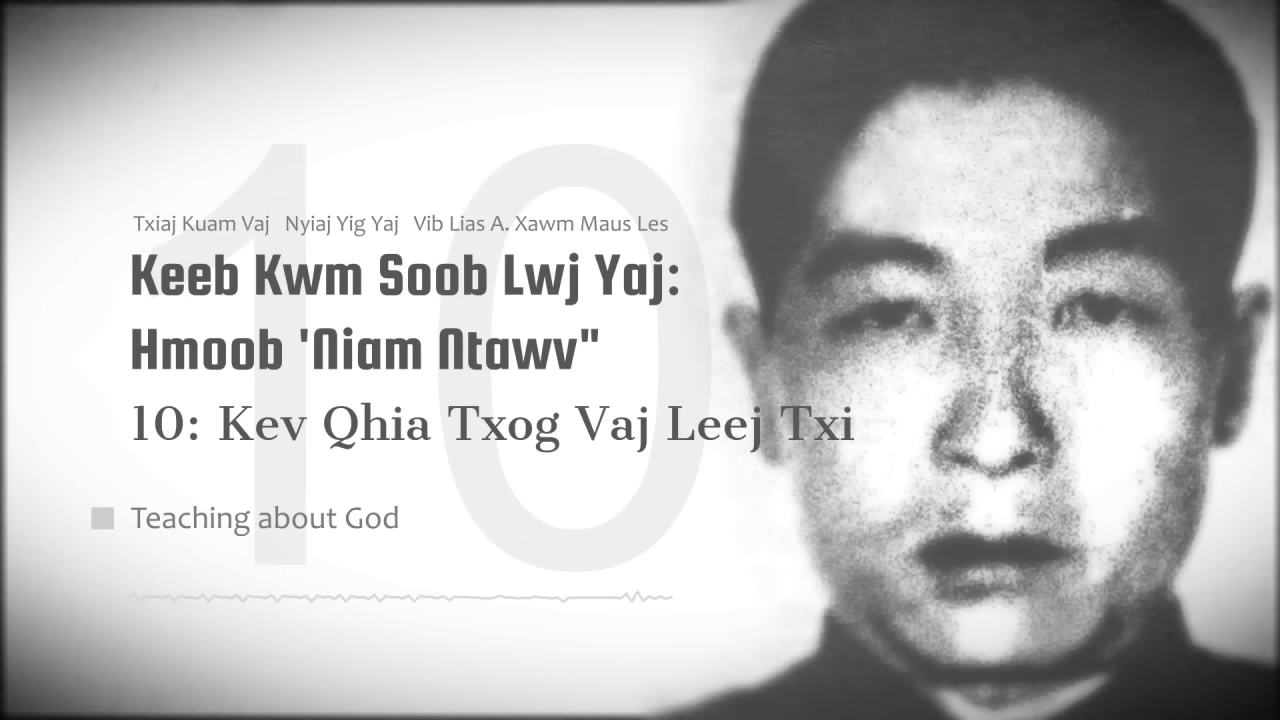 Txiaj Kuam Vaj Nyiaj Yig Yaj Vib Lias A. Xawm Maus Les
Keeb Kwm Soob Lwj Yaj:
Hmoob 'Niam Ntawv"
10: Kev Qhia Txog Vaj Leej Txi
Teaching about God
10